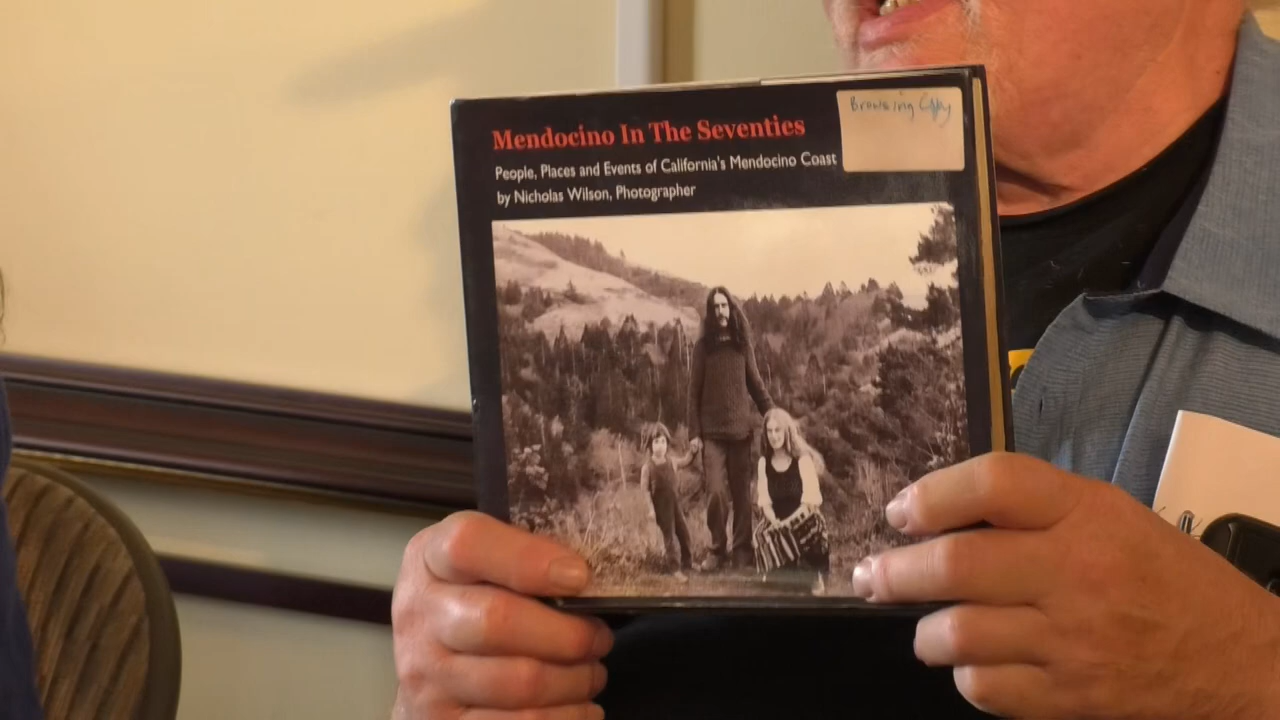 Mendocino In The Seventies
People, Places and Events of California's Mendocino Coast
by Nicholas Wilson, Photographer
Browsing Copy